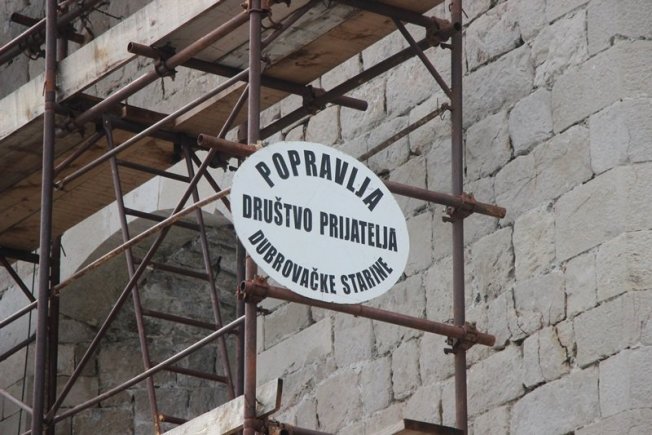 POPRAVLJA
DRUŠTVO PRIJATELJA
DUBROVAČKE STARINE